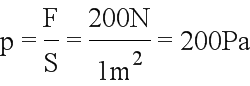 p = F/S = 200N/1m² = 200Pa